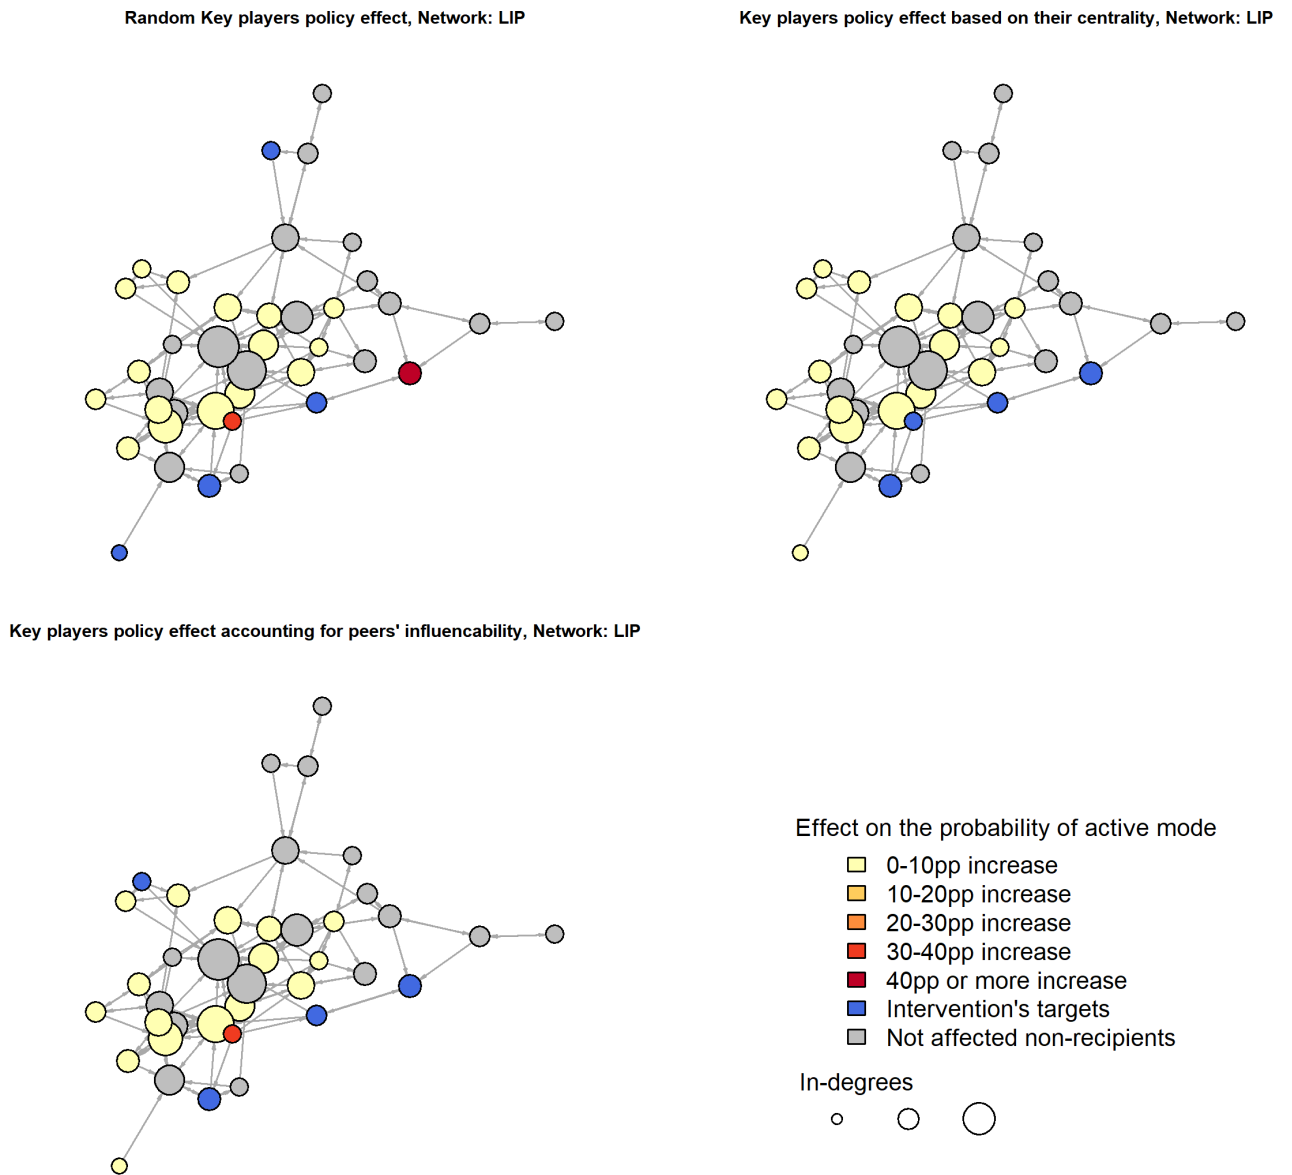 Random Key players policy effect, Network: LIP
Key players policy effect based on their centrality, Network: LIP
Key players policy effect accounting for peers' influencability, Network: LIP
Effect on the probability of active mode
0-10pp increase
10-20pp increase
20-30pp increase
30-40pp increase
40pp or more increase
Intervention's targets
Not affected non-recipients
In-degrees